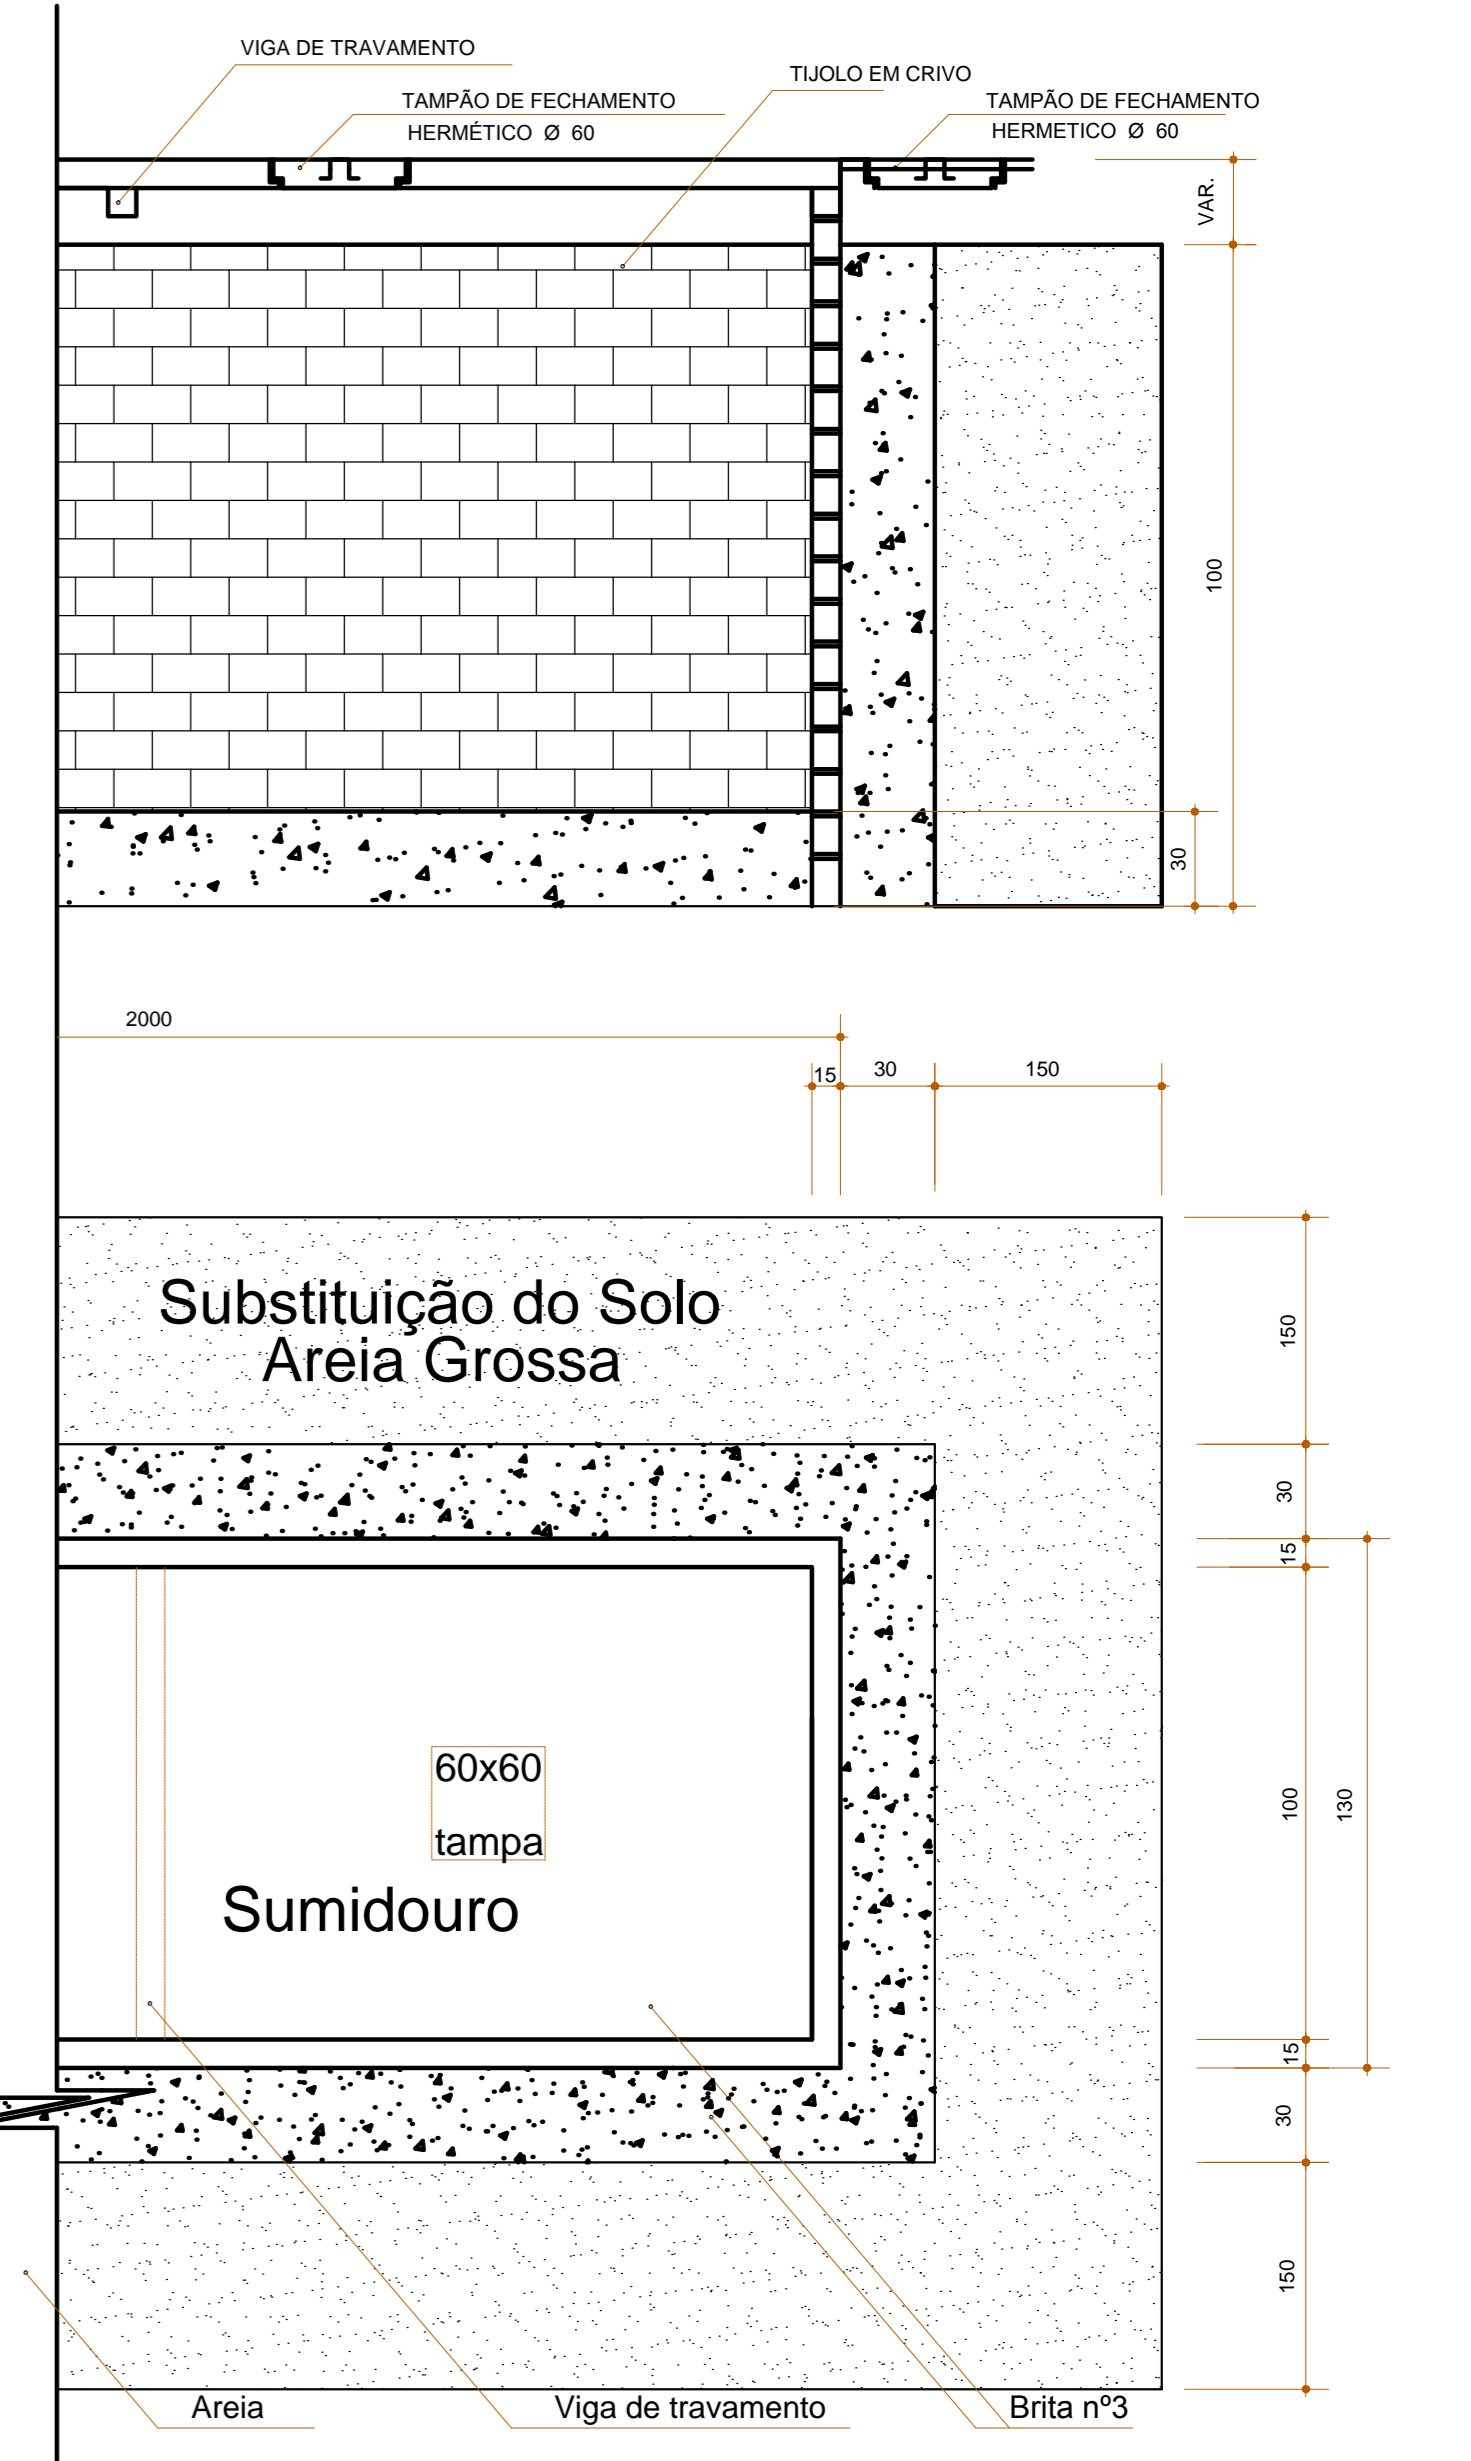 VIGA DE TRAVAMENTO
TIJOLO EM CRIVO
TAMPÃO DE FECHAMENTO
HERMÉTICO Ø 60
TAMPÃO DE FECHAMENTO
HERMETICO Ø 60
VAR.
100
30
2000
15
30
150
Substituição do Solo
Areia Grossa
150
30
15
60x60
tampa
100
130
Sumidouro
15
30
150
Areia
Viga de travamento
Brita nº3